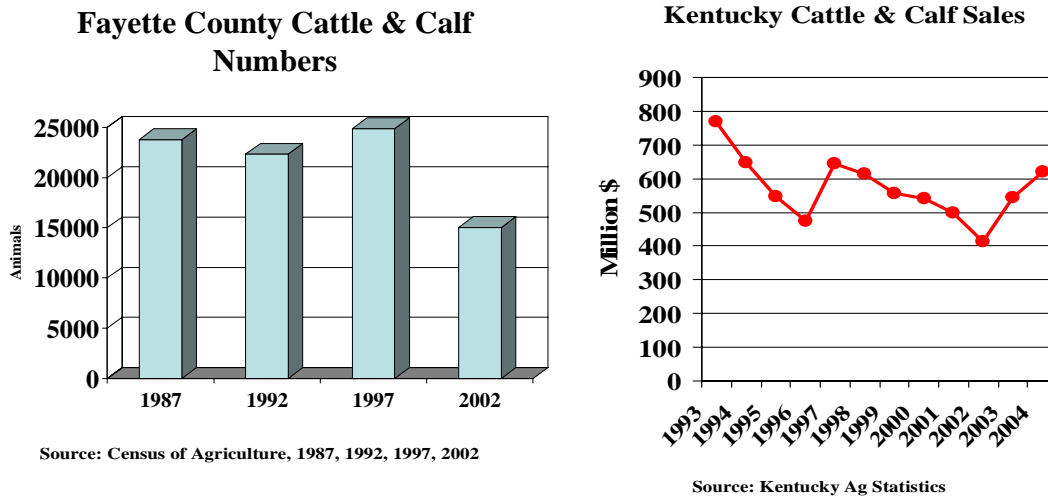 Fayette County Cattle & Calf
Numbers
25000
20000
15000
10000
5000
0
Animals
1987 1992 1997 2002
Source: Census of Agriculture, 1987, 1992, 1997, 2002
Kentucky Cattle & Calf Sales
900
800
700
600
500
400
300
200
100
0
Million $
1993 1994 1995 1996 1997 1998 1999 2000 2001 2002 2003 2004
Source: Kentucky Ag Statistics